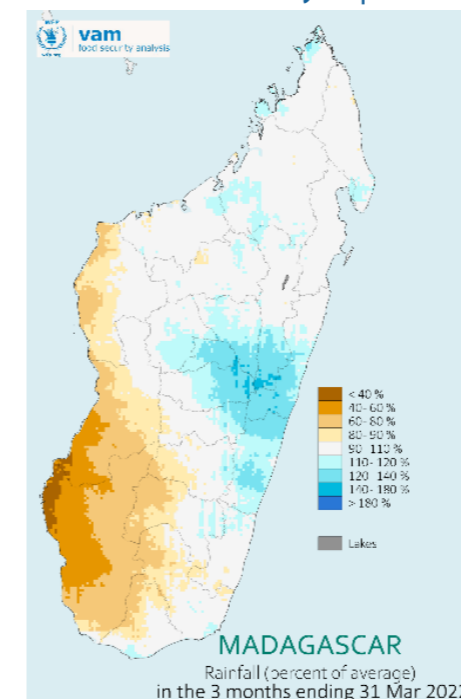 vam
food security analysis
< 40 %
40- 60 %
60- 80 %
80- 90 %
90- 110 %
110- 120 %
120- 140 %
140- 180 %
> 180 %
Lakes
MADAGASCAR
Rainfall (percent of average)
in the 3 months ending 31 Mar